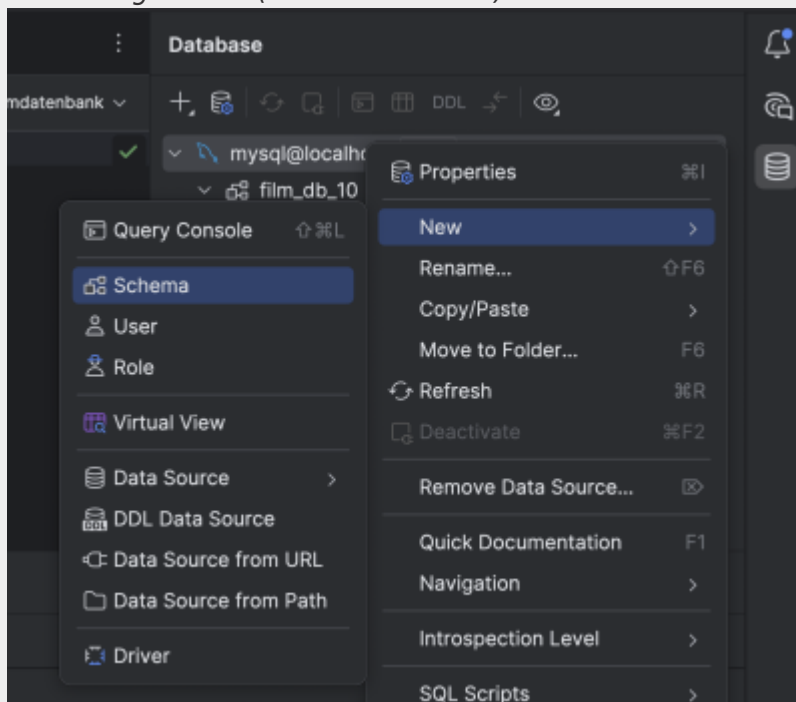 Database
mdatenbank
DDL
mysql@localho
film_db_10
Query Console ⇧⌘L
Schema
User
Role
Virtual View
Data Source
DDL Data Source
Data Source from URL
Data Source from Path
Driver
Properties ⌘I
New
Rename... ⇧F6
Copy/Paste
Move to Folder... F6
Refresh ⌘R
Deactivate ⌘F2
Remove Data Source... ⌦
Quick Documentation F1
Navigation
Introspection Level
SQL Scripts